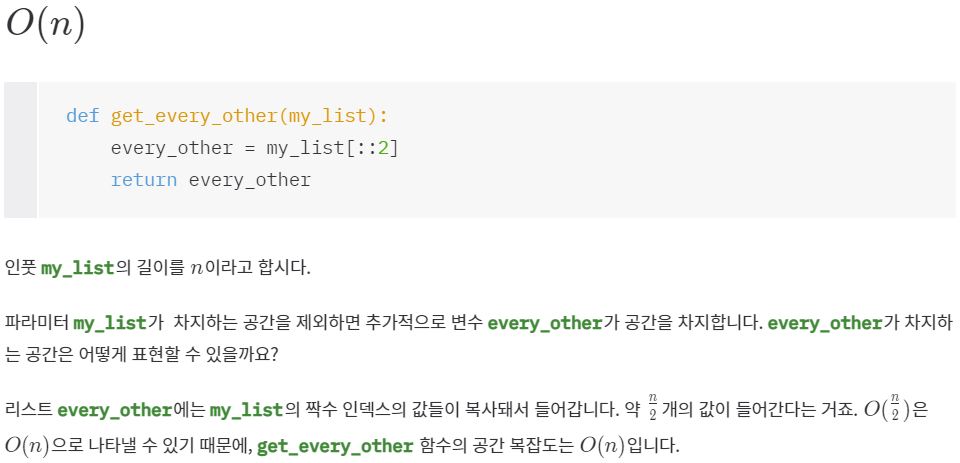 O(n)
def get_every_other(my_list):
    every_other = my_list[::2]
    return every_other
인풋 my_list의 길이를 n이라고 합시다.
파라미터 my_list가 차지하는 공간을 제외하면 추가적으로 변수 every_other가 공간을 차지합니다. every_other가 차지하
는 공간은 어떻게 표현할 수 있을까요?
리스트 every_other에는 my_list의 짝수 인덱스의 값들이 복사돼서 들어갑니다. 약 n/2개의 값이 들어간다는 거죠. O(n/2)은
O(n)으로 나타낼 수 있기 때문에, get_every_other 함수의 공간 복잡도는 O(n)입니다.